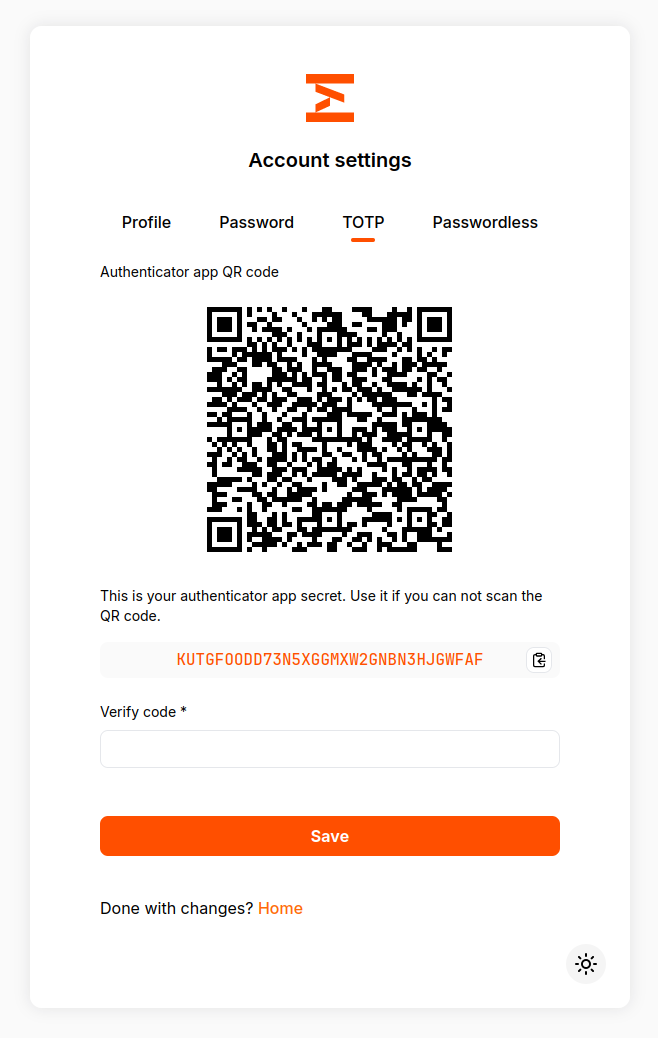 Account settings
Profile Password TOTP Passwordless
Authenticator app QR code
This is your authenticator app secret. Use it if you can not scan the
QR code.
KUTGFOODD73N5XGGMXW2GNBN3HJGWFAF
Verify code *
Save
Done with changes? Home